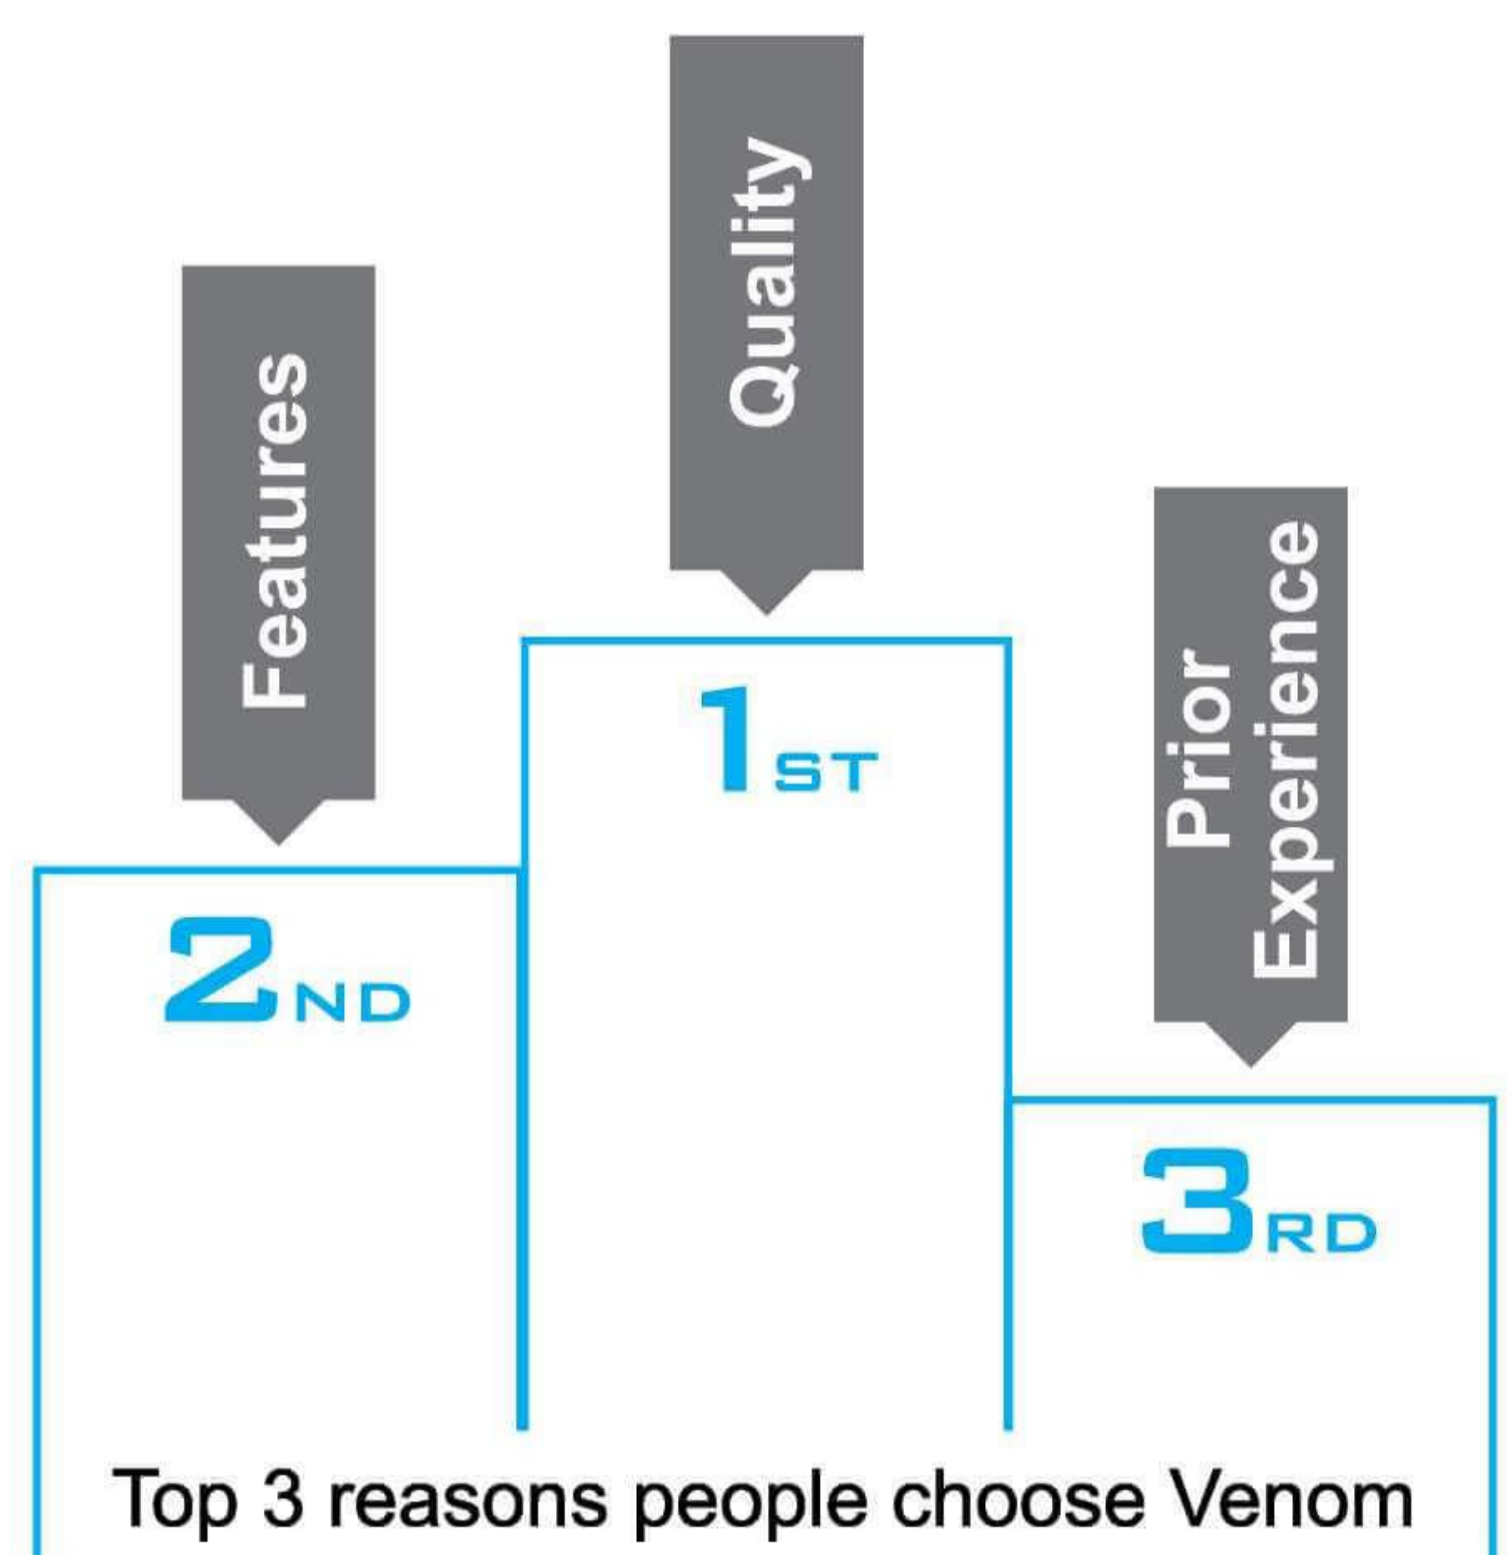 Quality
Features
Prior
Experience
1ST
2ND
3RD
Top 3 reasons people choose Venom